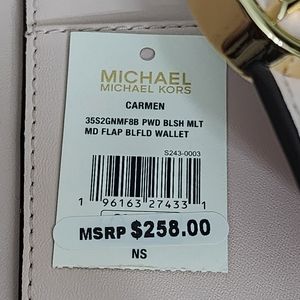 MICHAEL
MICHAEL KORS
CARMEN
35S2GNMF8B PWD BLSH MLT
MD FLAP BLFLD WALLET
S243-0003
1 96163 27433 1
MSRP $258.00
NS